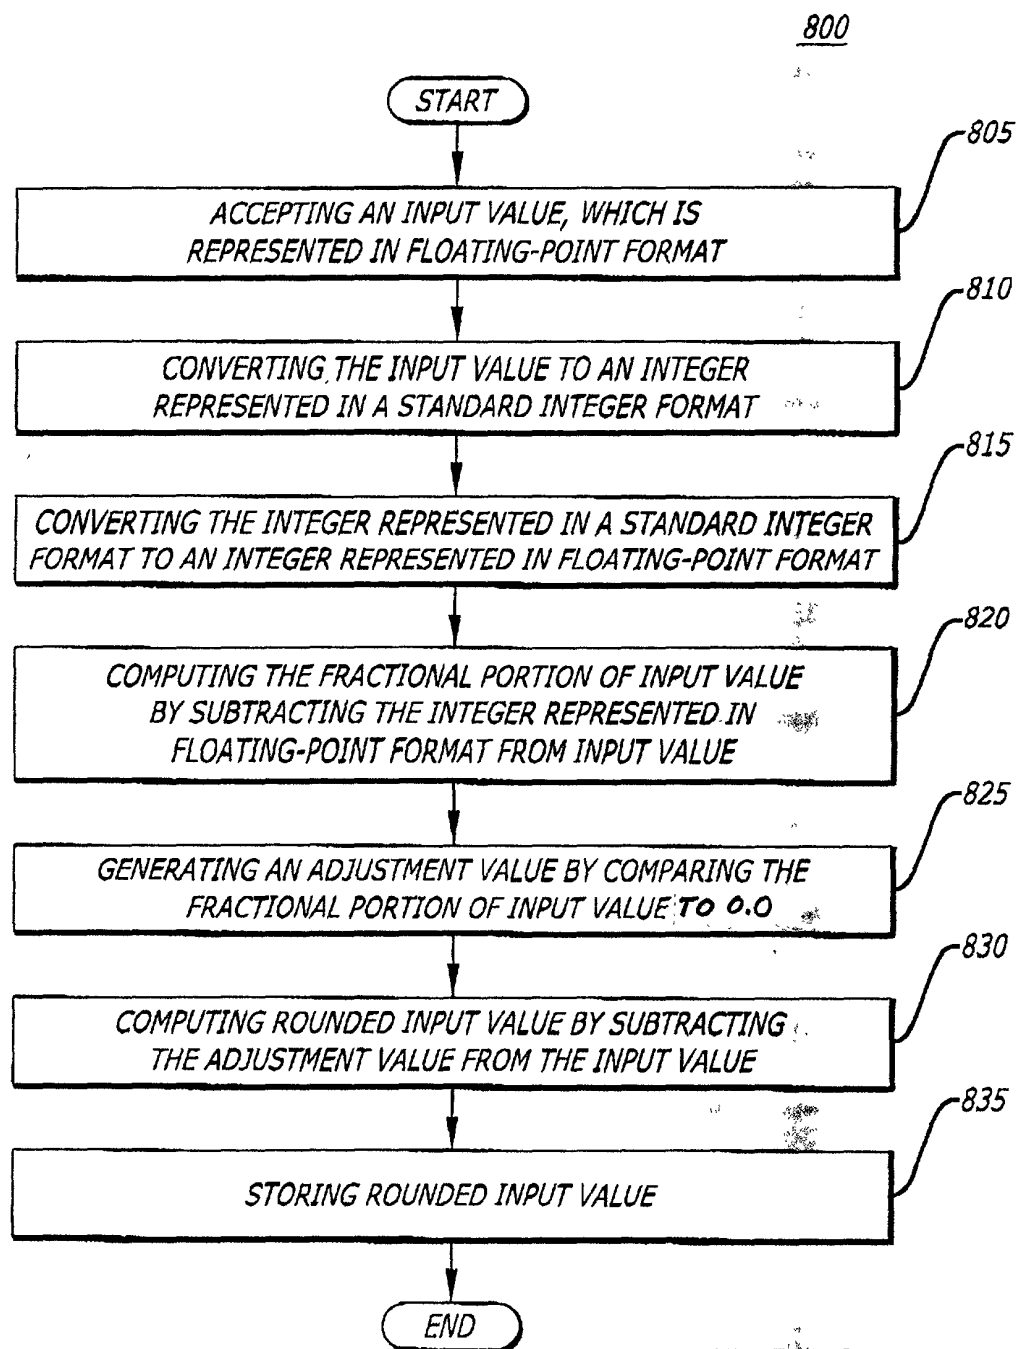 800
START
805
ACCEPTING AN INPUT VALUE, WHICH IS
REPRESENTED IN FLOATING-POINT FORMAT
810
CONVERTING THE INPUT VALUE TO AN INTEGER
REPRESENTED IN A STANDARD INTEGER FORMAT
815
CONVERTING THE INTEGER REPRESENTED IN A STANDARD INTEGER
FORMAT TO AN INTEGER REPRESENTED IN FLOATING-POINT FORMAT
820
COMPUTING THE FRACTIONAL PORTION OF INPUT VALUE
BY SUBTRACTING THE INTEGER REPRESENTED IN
FLOATING-POINT FORMAT FROM INPUT VALUE
825
GENERATING AN ADJUSTMENT VALUE BY COMPARING THE
FRACTIONAL PORTION OF INPUT VALUE TO 0.0
830
COMPUTING ROUNDED INPUT VALUE BY SUBTRACTING
THE ADJUSTMENT VALUE FROM THE INPUT VALUE
835
STORING ROUNDED INPUT VALUE
END